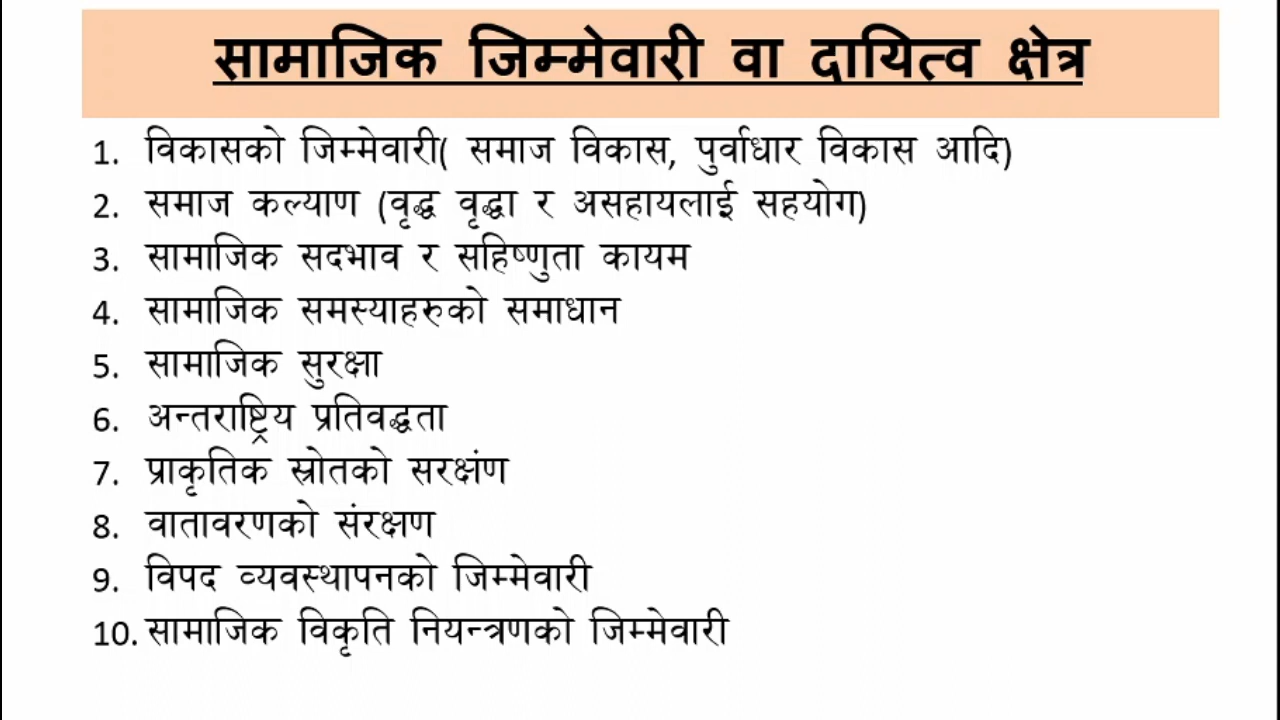 सामाजिक जिम्मेवारी वा दायित्व क्षेत्र
1. विकासको जिम्मेवारी( समाज विकास, पुर्वाधार विकास आदि)
2. समाज कल्याण (वृद्ध वृद्धा र असहायलाई सहयोग)
3. सामाजिक सदभाव र सहिष्णुता कायम
4. सामाजिक समस्याहरुको समाधान
5. सामाजिक सुरक्षा
6. अन्तराष्ट्रिय प्रतिवद्धता
7. प्राकृतिक स्रोतको सरक्षंण
8. वातावरणको संरक्षण
9. विपद व्यवस्थापनको जिम्मेवारी
10. सामाजिक विकृति नियन्त्रणको जिम्मेवारी